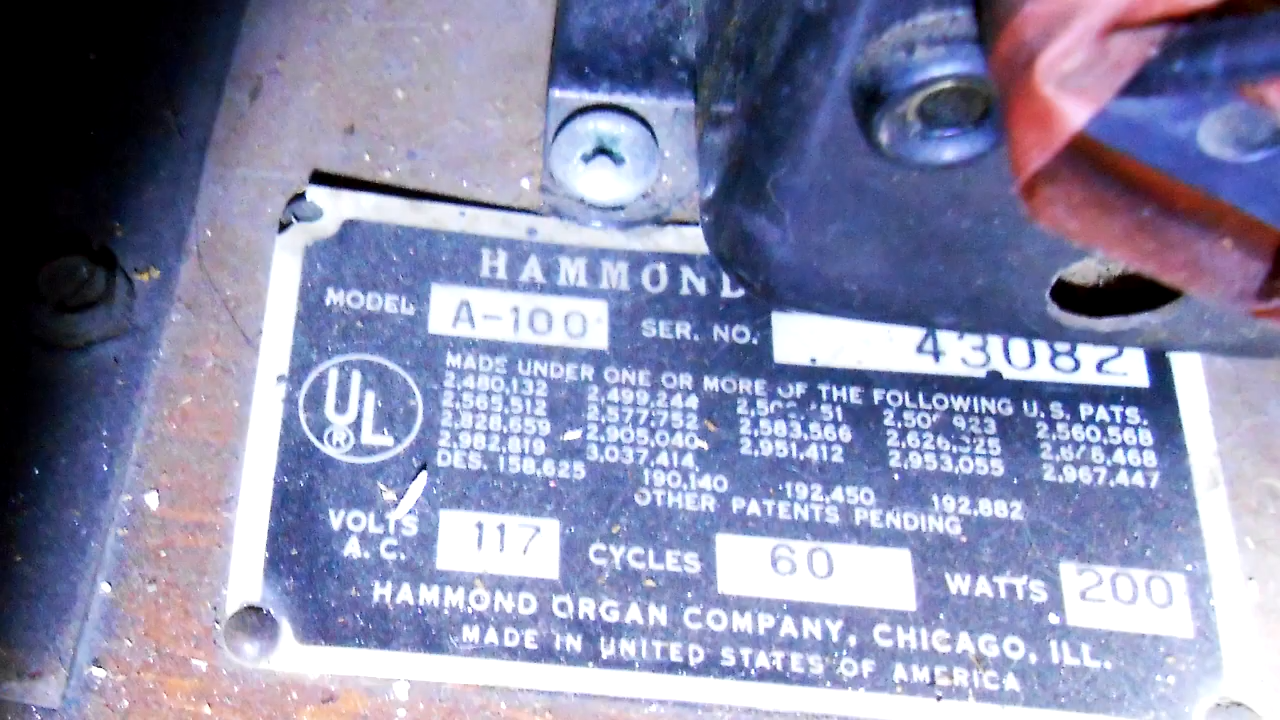 HAMMOND
MODEL A-100 SER. NO. 43082
MADE UNDER ONE OR MORE OF THE FOLLOWING U.S. PATS.
2,480,132 2,499,244 2,560,568
2,565,512 2,577,752 2,583,566
2,828,659 2,905,040 2,951,412 2,953,055 2,967,447
2,982,819 3,037,414
DES. 158,625 190,140 192,450 192,882
OTHER PATENTS PENDING
UL
®
VOLTS A.C. 117 CYCLES 60 WATTS 200
HAMMOND ORGAN COMPANY, CHICAGO, ILL.
MADE IN UNITED STATES OF AMERICA